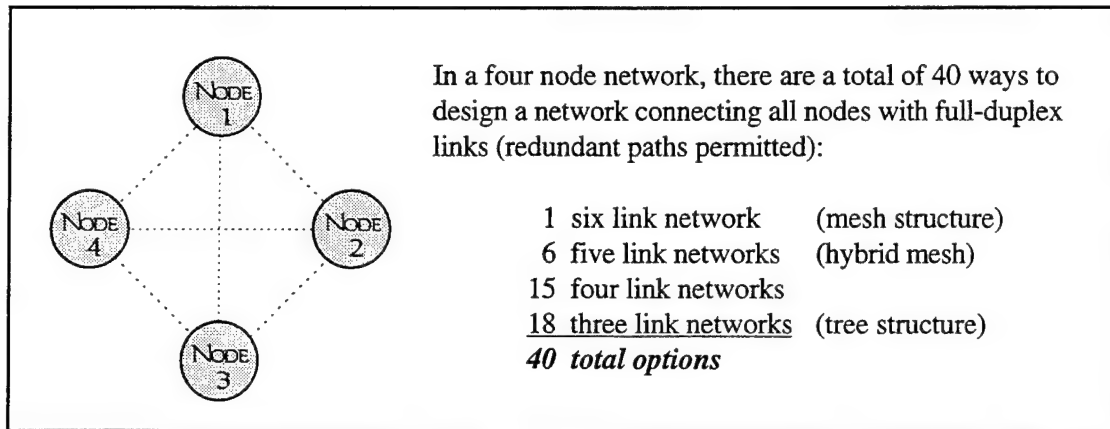 NODE
1
NODE
4
NODE
2
NODE
3
In a four node network, there are a total of 40 ways to
design a network connecting all nodes with full-duplex
links (redundant paths permitted):
1 six link network (mesh structure)
6 five link networks (hybrid mesh)
15 four link networks
18 three link networks (tree structure)
40 total options